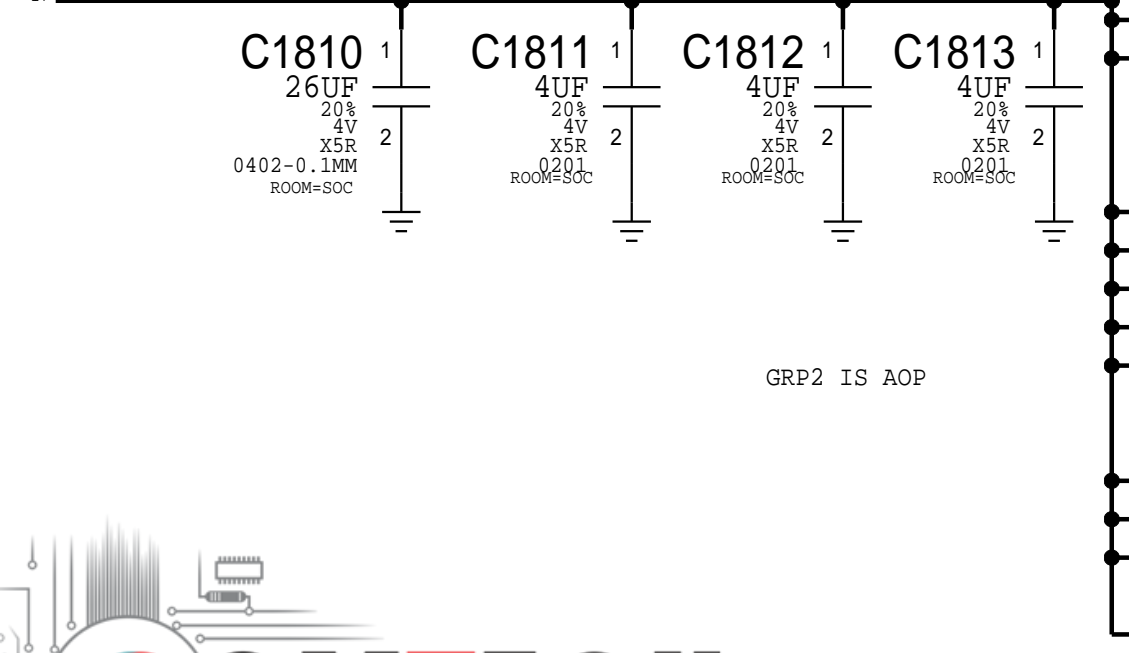 C1810
1
26UF
20%
4V
X5R
2
0402-0.1MM
ROOM=SOC
C1811
1
4UF
20%
4V
X5R
2
0201
ROOM=SOC
C1812
1
4UF
20%
4V
X5R
2
0201
ROOM=SOC
C1813
1
4UF
20%
4V
X5R
2
0201
ROOM=SOC
GRP2 IS AOP